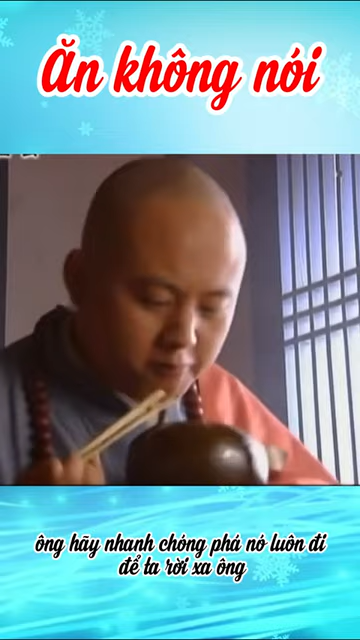 Ăn không nói
ông hãy nhanh chóng phá nó luôn đi
để ta rời xa ông